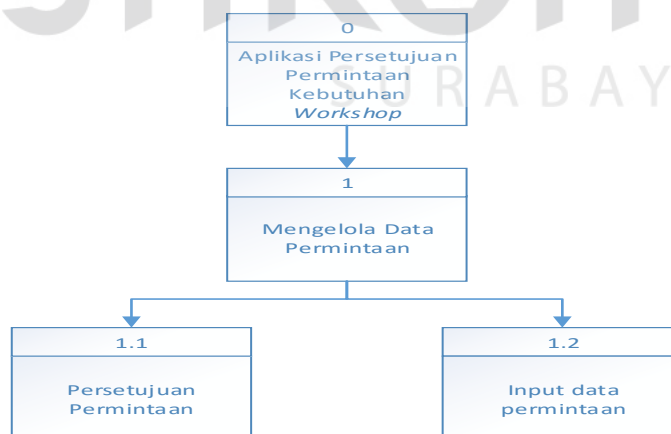 SURABAY
0
Aplikasi Persetujuan
Permintaan
Kebutuhan
Workshop
1
Mengelola Data
Permintaan
1.1
Persetujuan
Permintaan
1.2
Input data
permintaan